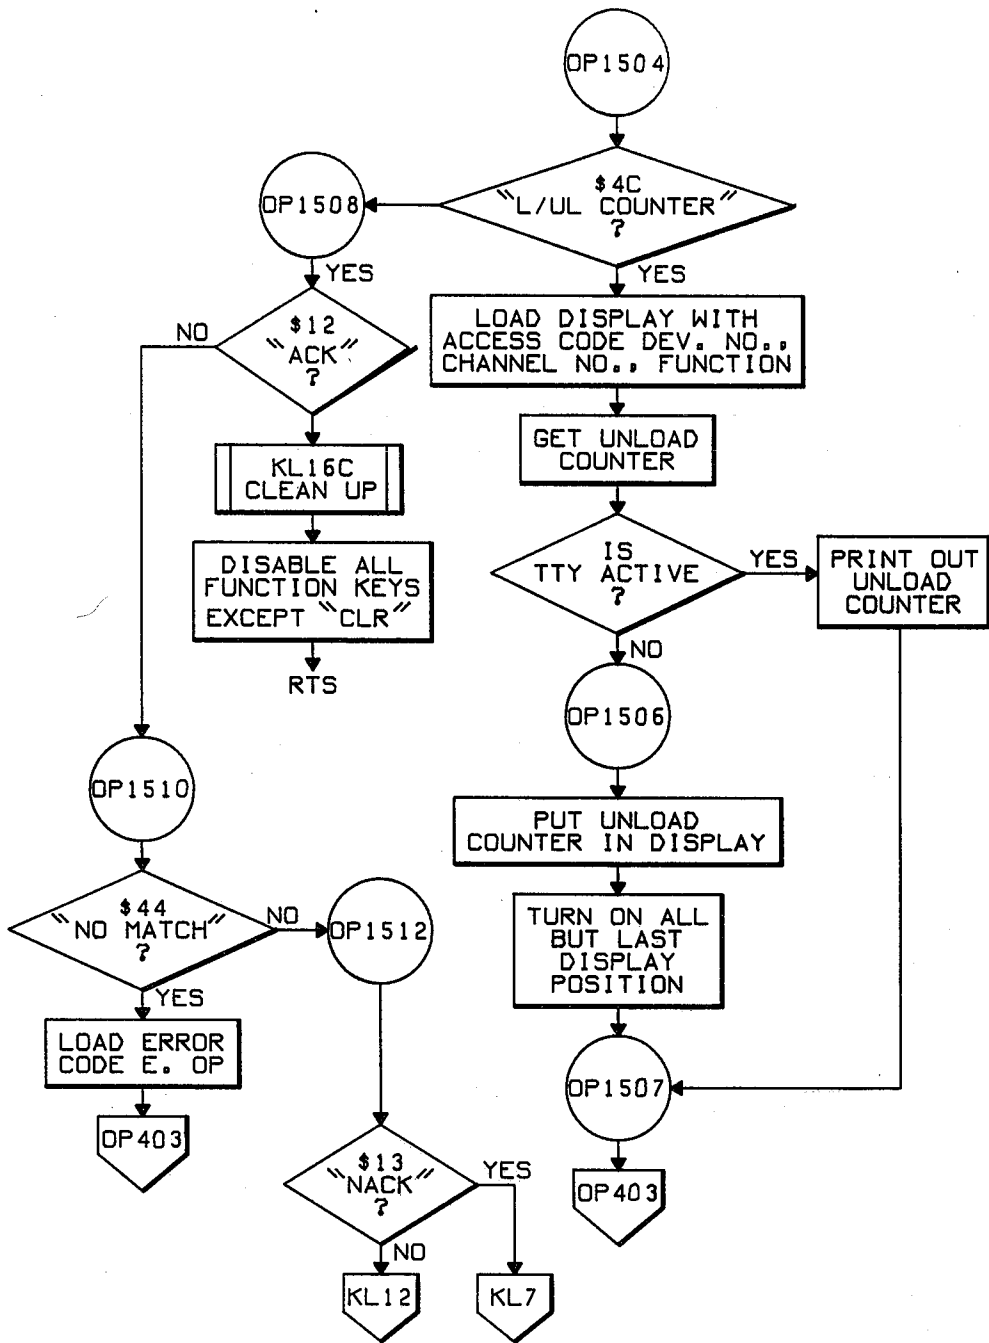 OP1504
$4C
"L/UL COUNTER"
?
OP1508
YES
YES
LOAD DISPLAY WITH
ACCESS CODE DEV. NO.,
CHANNEL NO., FUNCTION
NO
$12
"ACK"
?
GET UNLOAD
COUNTER
KL16C
CLEAN UP
IS
TTY ACTIVE
?
YES
PRINT OUT
UNLOAD
COUNTER
DISABLE ALL
FUNCTION KEYS
EXCEPT "CLR"
NO
RTS
OP1506
OP1510
PUT UNLOAD
COUNTER IN DISPLAY
$44
"NO MATCH"
?
NO
OP1512
TURN ON ALL
BUT LAST
DISPLAY
POSITION
YES
LOAD ERROR
CODE E. OP
OP1507
OP403
$13
"NACK"
?
YES
OP403
NO
KL12
KL7